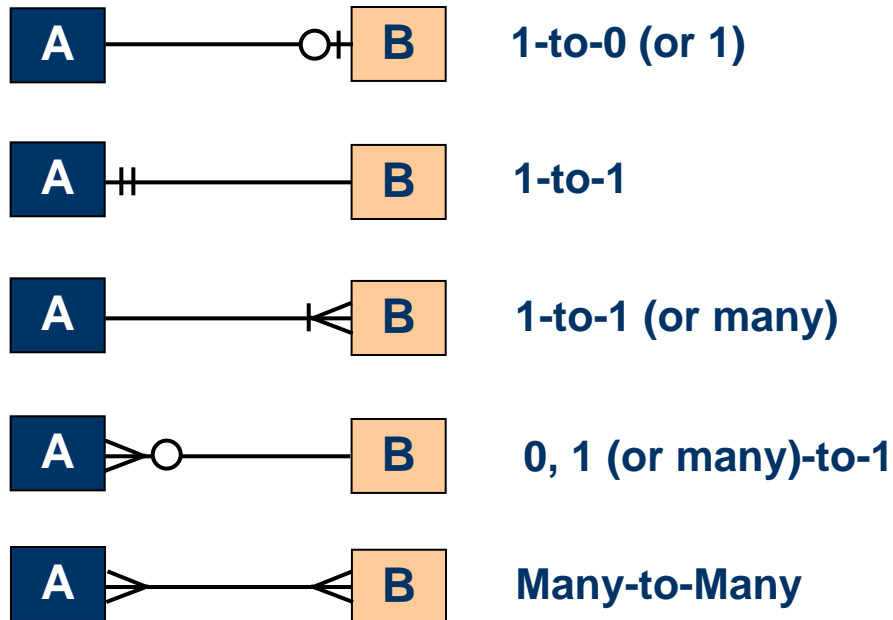 A B 1-to-0 (or 1)
A B 1-to-1
A B 1-to-1 (or many)
A B 0, 1 (or many)-to-1
A B Many-to-Many